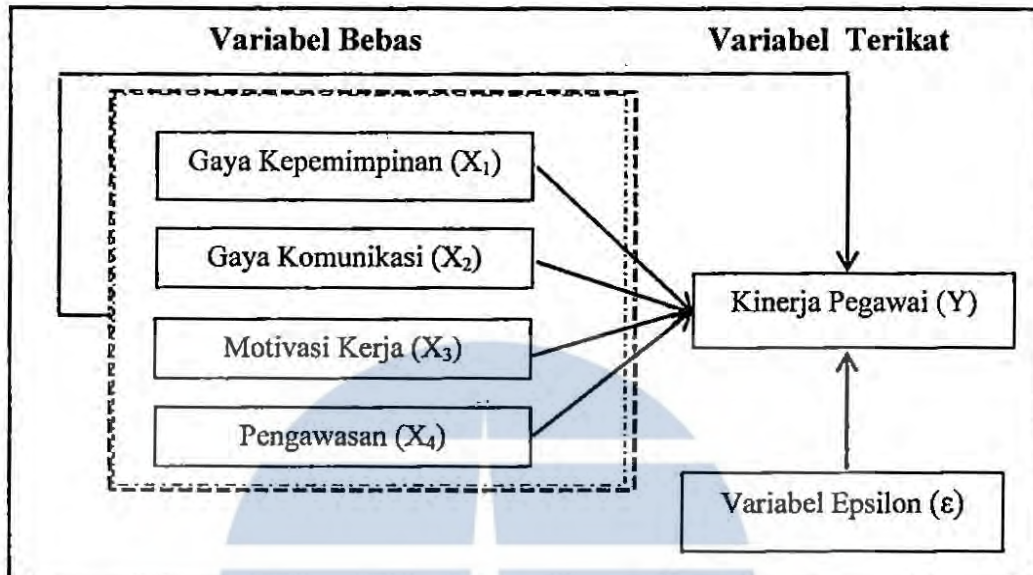 Variabel Bebas
Variabel Terikat
Gaya Kepemimpinan (X₁)
Gaya Komunikasi (X₂)
Motivasi Kerja (X₃)
Pengawasan (X₄)
Kinerja Pegawai (Y)
Variabel Epsilon (ε)